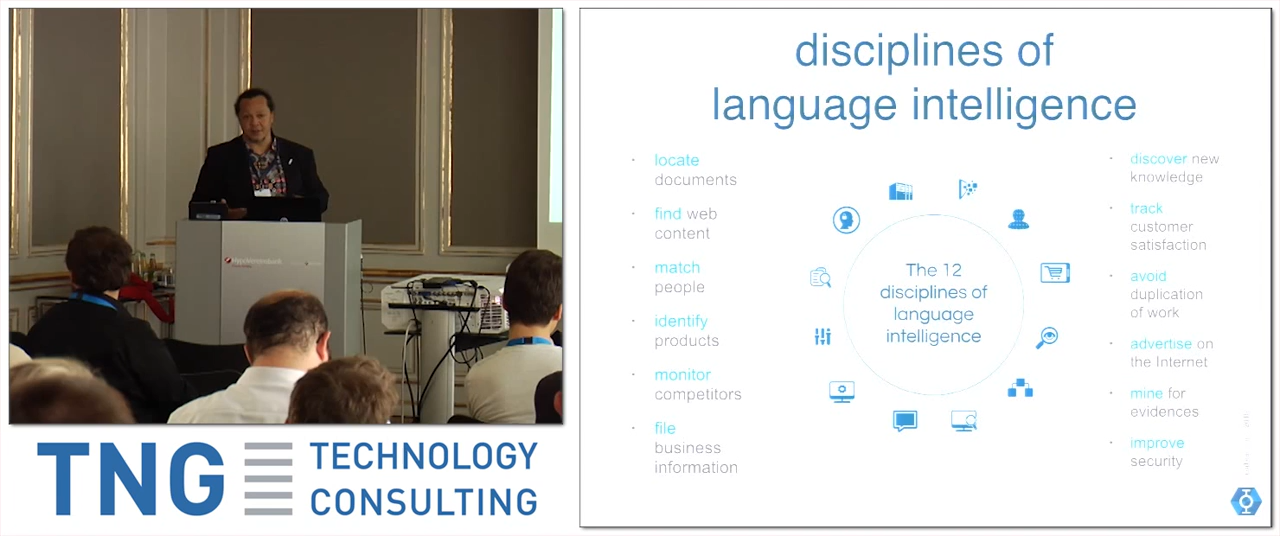 disciplines of
language intelligence
locate
documents
find web
content
match
people
identify
products
monitor
competitors
file
business
information
The 12
disciplines of
language
intelligence
discover new
knowledge
track
customer
satisfaction
avoid
duplication
of work
advertise on
the Internet
mine for
evidences
improve
security
TNG
TECHNOLOGY
CONSULTING